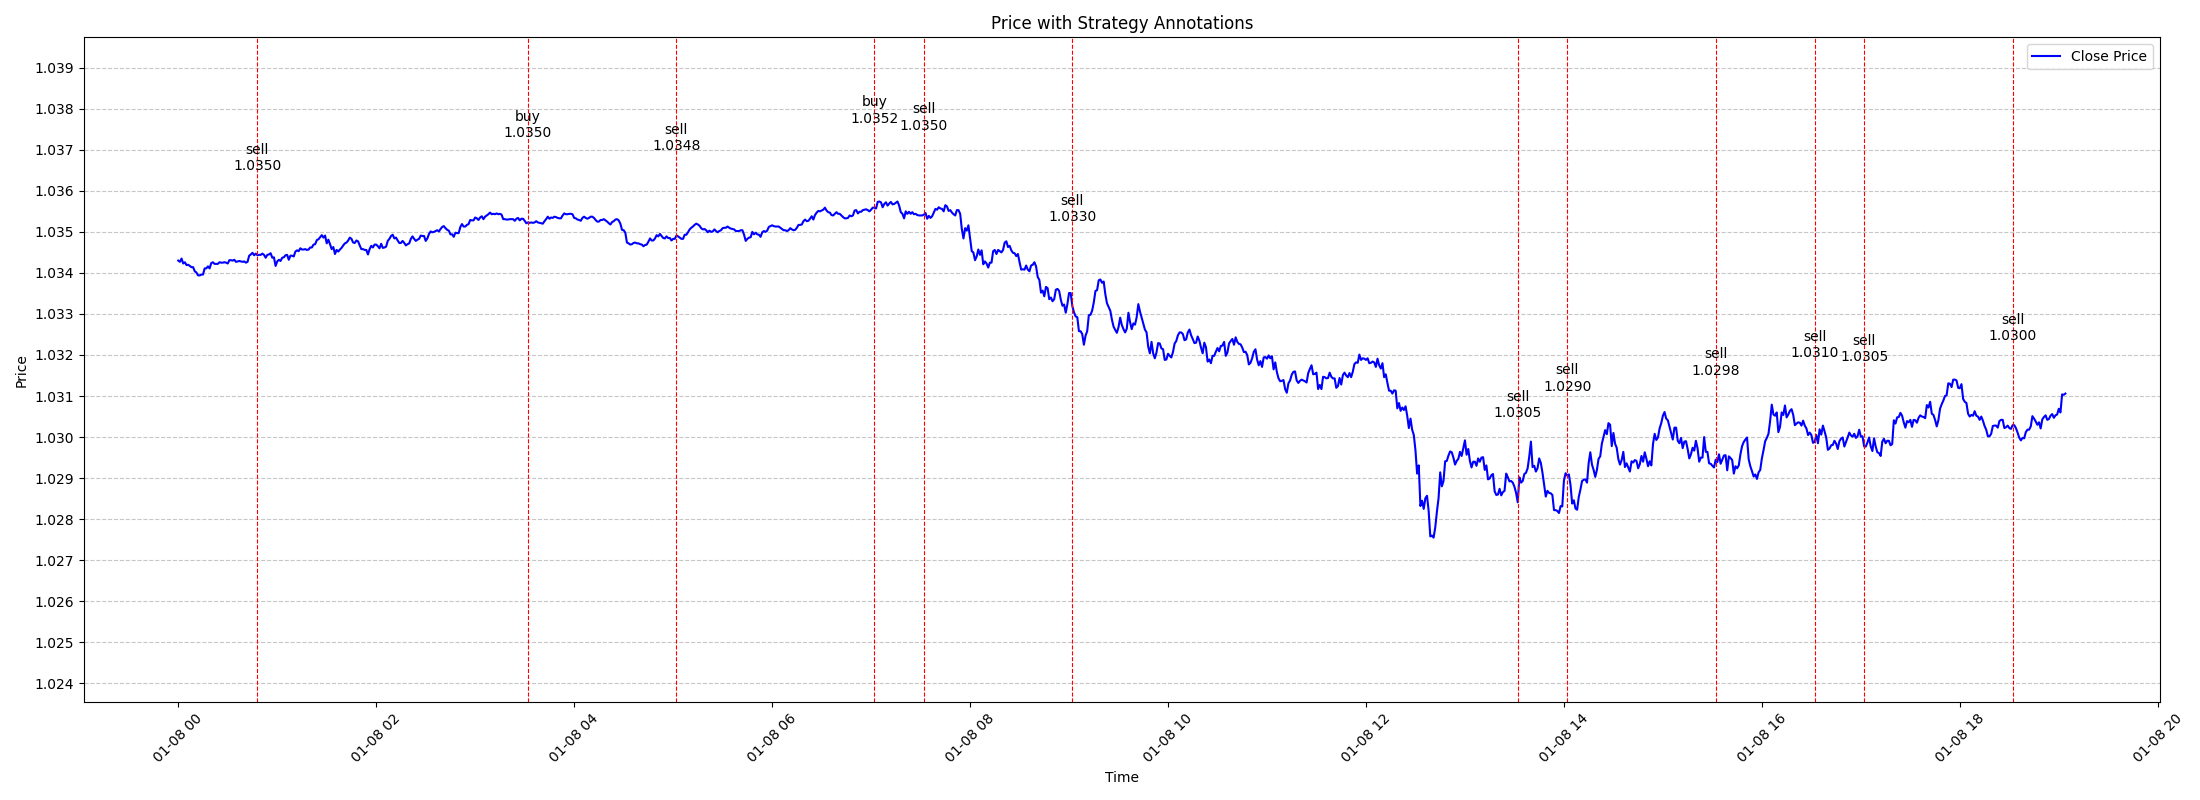 Price with Strategy Annotations
Close Price
Price
1.039
1.038
1.037
1.036
1.035
1.034
1.033
1.032
1.031
1.030
1.029
1.028
1.027
1.026
1.025
1.024
sell
1.0350
buy
1.0350
sell
1.0348
buy
1.0352
sell
1.0350
sell
1.0330
sell
1.0305
sell
1.0290
sell
1.0298
sell
1.0310
sell
1.0305
sell
1.0300
01-08 00
01-08 02
01-08 04
01-08 06
01-08 08
01-08 10
01-08 12
01-08 14
01-08 16
01-08 18
01-08 20
Time